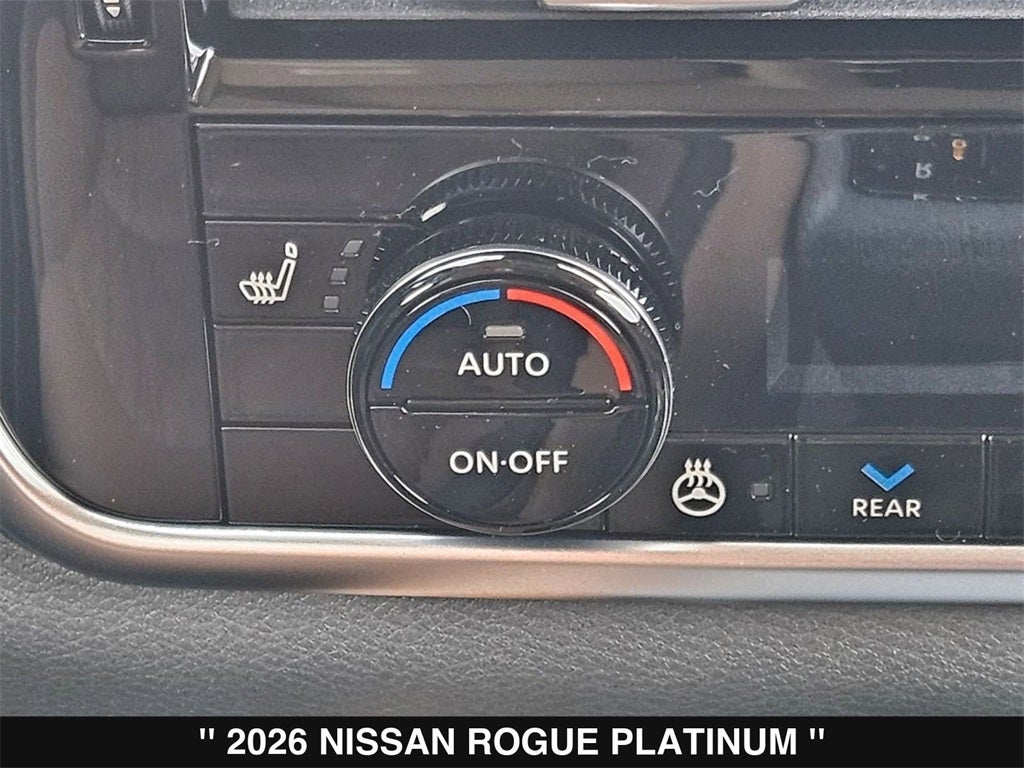 AUTO
ON·OFF
REAR
" 2026 NISSAN ROGUE PLATINUM "